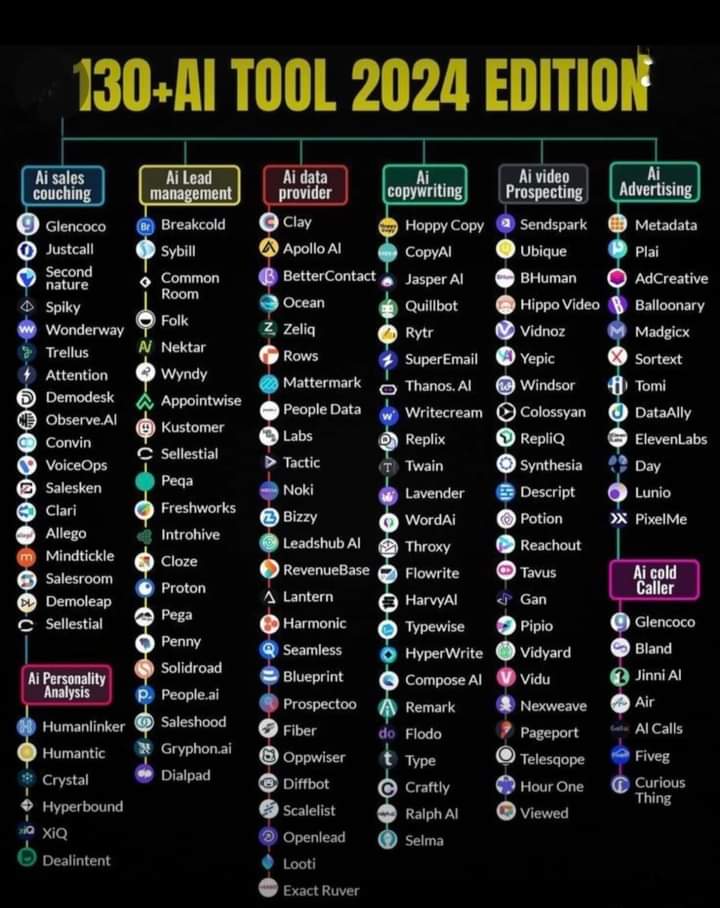 130+AI TOOL 2024 EDITION
Ai sales
couching
Glencoco
Justcall
Second
nature
Spiky
Wonderway
Trellus
Attention
Demodesk
Observe.AI
Convin
VoiceOps
Salesken
Clari
Allego
Mindtickle
Salesroom
Demoleap
Sellestial
Ai Personality
Analysis
Humanlinker
Humantic
Crystal
Hyperbound
XiQ
Dealintent
Ai Lead
management
Breakcold
Sybill
Common
Room
Folk
Nektar
Wyndy
Appointwise
Kustomer
Sellestial
Peqa
Freshworks
Introhive
Cloze
Proton
Pega
Penny
Solidroad
People.ai
Saleshood
Gryphon.ai
Dialpad
Ai data
provider
Clay
Apollo AI
BetterContact
Ocean
Zeliq
Rows
Mattermark
People Data
Labs
Tactic
Noki
Bizzy
Leadshub AI
RevenueBase
Lantern
Harmonic
Seamless
Blueprint
Prospectoo
Fiber
Oppwiser
Diffbot
Scalelist
Openlead
Looti
Exact Ruver
Ai
copywriting
Hoppy Copy
CopyAI
Jasper AI
Quillbot
Rytr
SuperEmail
Thanos. AI
Writecream
Replix
Twain
Lavender
WordAi
Throxy
Flowrite
HarvyAI
Typewise
HyperWrite
Compose AI
Remark
Flodo
Type
Craftly
Ralph AI
Selma
Ai video
Prospecting
Sendspark
Ubique
BHuman
Hippo Video
Vidnoz
Yepic
Windsor
Colossyan
RepliQ
Synthesia
Descript
Potion
Reachout
Tavus
Gan
Pipio
Vidyard
Vidu
Nexweave
Pageport
Telesqope
Hour One
Viewed
Ai
Advertising
Metadata
Plai
AdCreative
Balloonary
Madgicx
Sortext
Tomi
DataAlly
ElevenLabs
Day
Lunio
PixelMe
Ai cold
Caller
Glencoco
Bland
Jinni AI
Air
AI Calls
Fiveg
Curious
Thing